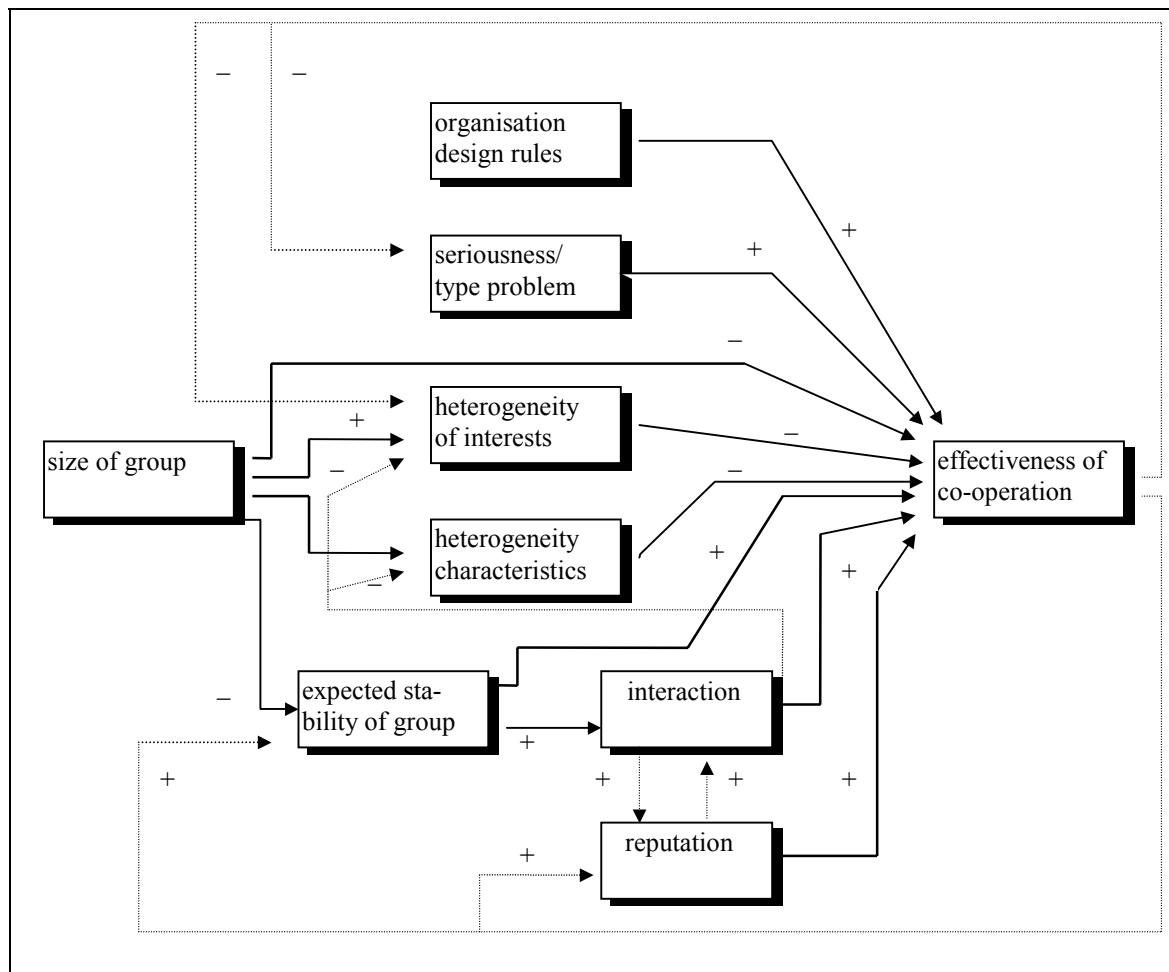 – –
organisation
design rules
+
seriousness/
type problem
+
–
heterogeneity
of interests
+
–
–
size of group
effectiveness of
co-operation
–
heterogeneity
characteristics
–
+
+
expected sta-
bility of group
–
interaction
+
+
+ +
+
reputation
+